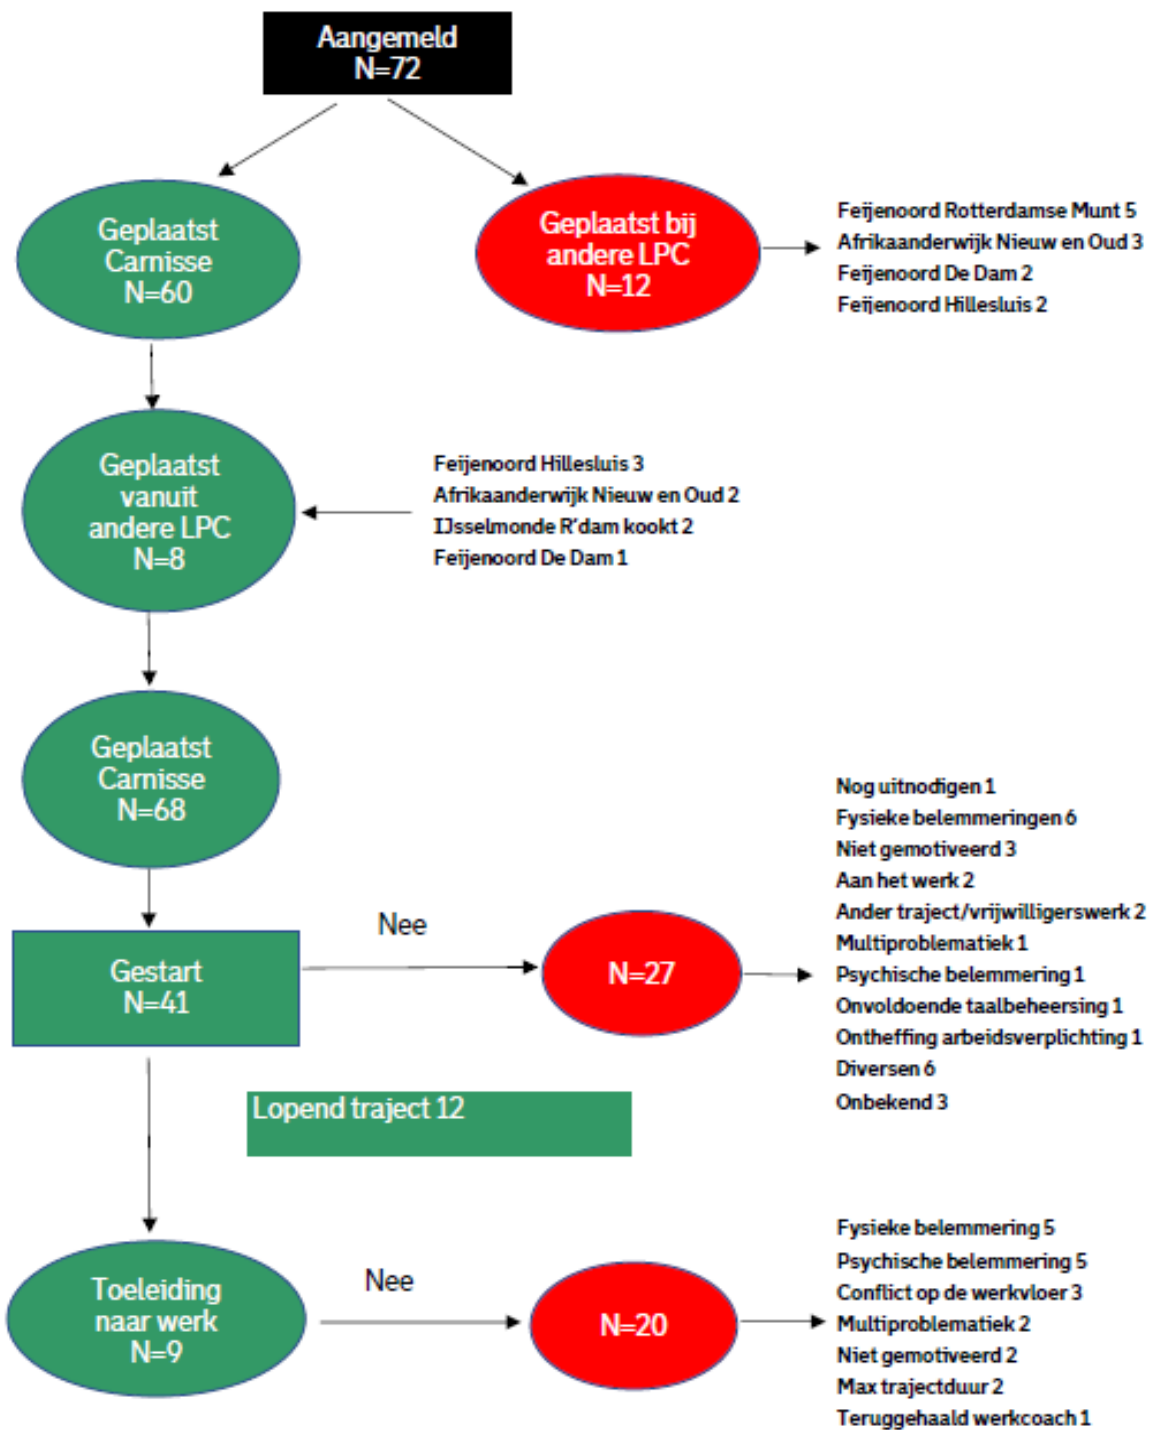 Aangemeld
N=72
Geplaatst
Carnisse
N=60
Geplaatst bij
andere LPC
N=12
Feijenoord Rotterdamse Munt 5
Afrikaanderwijk Nieuw en Oud 3
Feijenoord De Dam 2
Feijenoord Hillesluis 2
Geplaatst
vanuit
andere LPC
N=8
Feijenoord Hillesluis 3
Afrikaanderwijk Nieuw en Oud 2
IJsselmonde R'dam kookt 2
Feijenoord De Dam 1
Geplaatst
Carnisse
N=68
Gestart
N=41
Nee
N=27
Nog uitnodigen 1
Fysieke belemmeringen 6
Niet gemotiveerd 3
Aan het werk 2
Ander traject/vrijwilligerswerk 2
Multiproblematiek 1
Psychische belemmering 1
Onvoldoende taalbeheersing 1
Ontheffing arbeidsverplichting 1
Diversen 6
Onbekend 3
Lopend traject 12
Toeleiding
naar werk
N=9
Nee
N=20
Fysieke belemmering 5
Psychische belemmering 5
Conflict op de werkvloer 3
Multiproblematiek 2
Niet gemotiveerd 2
Max trajectduur 2
Teruggehaald werkcoach 1